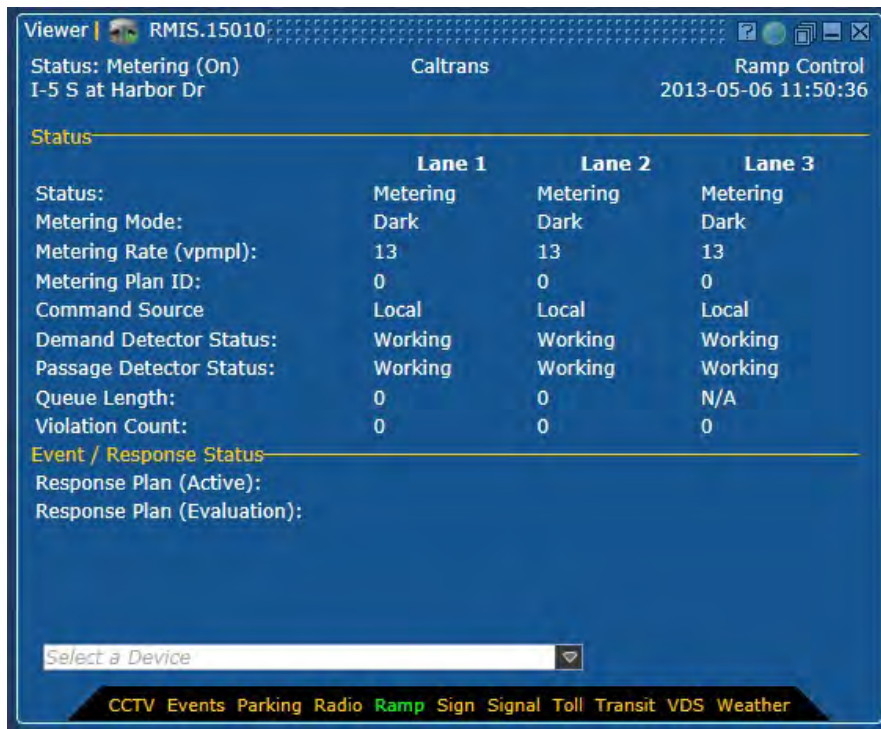 Viewer | RMIS.15010
Status: Metering (On) Caltrans Ramp Control
I-5 S at Harbor Dr 2013-05-06 11:50:36
Status
Lane 1 Lane 2 Lane 3
Status: Metering Metering Metering
Metering Mode: Dark Dark Dark
Metering Rate (vpmpl): 13 13 13
Metering Plan ID: 0 0 0
Command Source Local Local Local
Demand Detector Status: Working Working Working
Passage Detector Status: Working Working Working
Queue Length: 0 0 N/A
Violation Count: 0 0 0
Event / Response Status
Response Plan (Active):
Response Plan (Evaluation):
Select a Device
CCTV Events Parking Radio Ramp Sign Signal Toll Transit VDS Weather